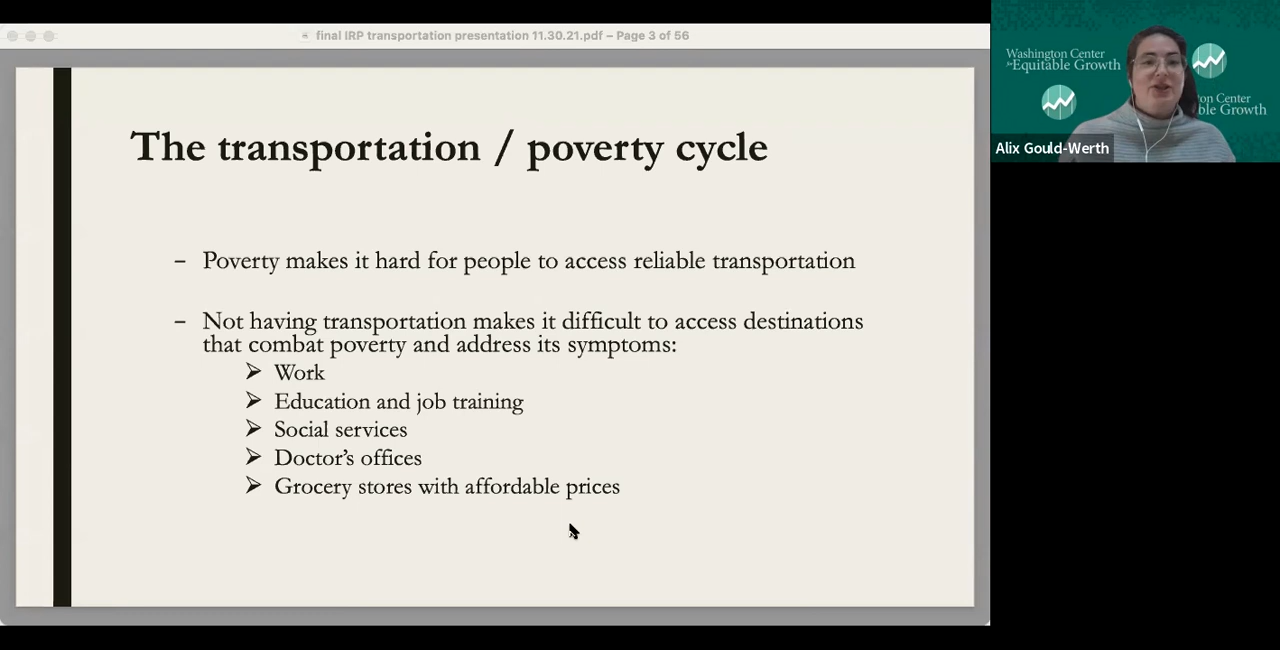 final IRP transportation presentation 11.30.21.pdf – Page 3 of 56
The transportation / poverty cycle
– Poverty makes it hard for people to access reliable transportation
– Not having transportation makes it difficult to access destinations
that combat poverty and address its symptoms:
➢ Work
➢ Education and job training
➢ Social services
➢ Doctor’s offices
➢ Grocery stores with affordable prices
Washington Center
for Equitable Growth
ton Center
ble Growth
Alix Gould-Werth